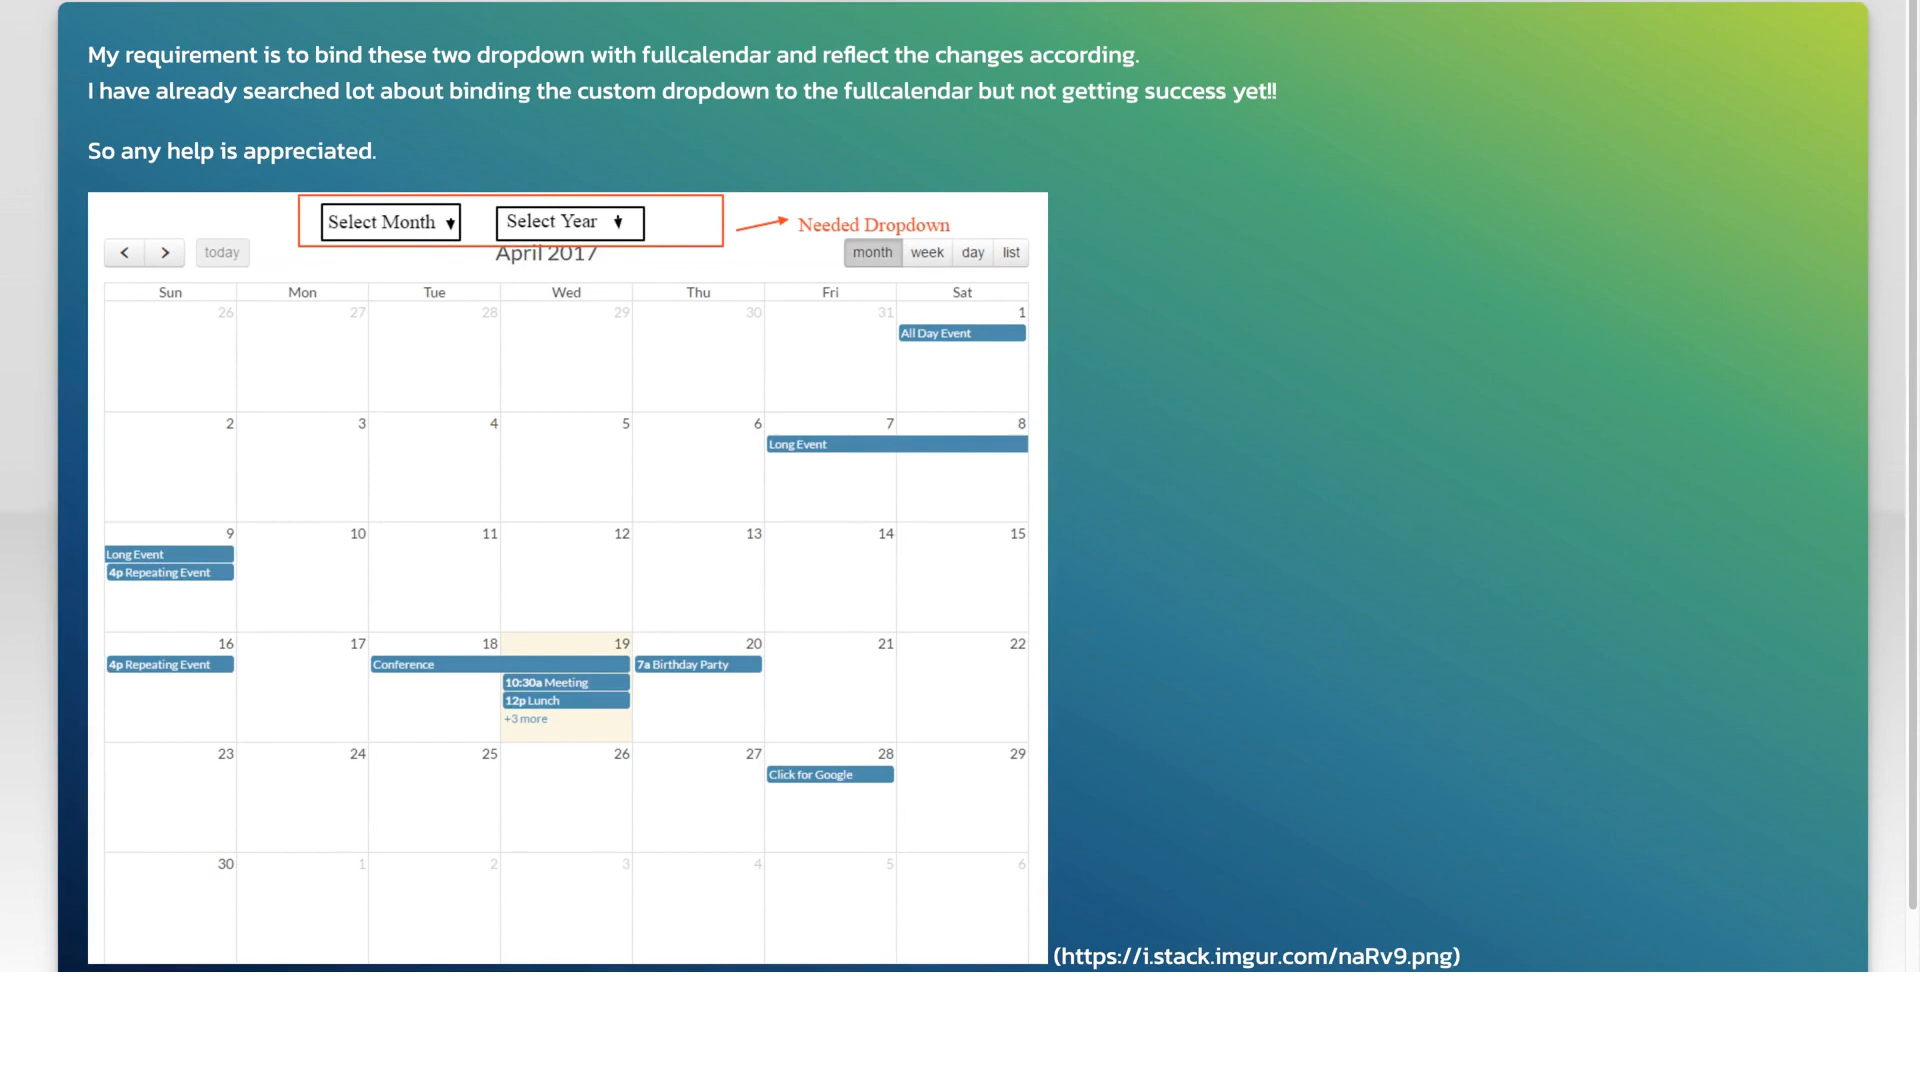 My requirement is to bind these two dropdown with fullcalendar and reflect the changes according.
I have already searched lot about binding the custom dropdown to the fullcalendar but not getting success yet!!
So any help is appreciated.
Select Month Select Year Needed Dropdown
today April 2017 month week day list
Sun Mon Tue Wed Thu Fri Sat
26 27 28 29 30 31 1
All Day Event
2 3 4 5 6 7 8
Long Event
9 10 11 12 13 14 15
Long Event
4p Repeating Event
16 17 18 19 20 21 22
4p Repeating Event Conference 7a Birthday Party
10:30a Meeting
12p Lunch
+3 more
23 24 25 26 27 28 29
Click for Google
30 1 2 3 4 5 6
(https://i.stack.imgur.com/naRv9.png)